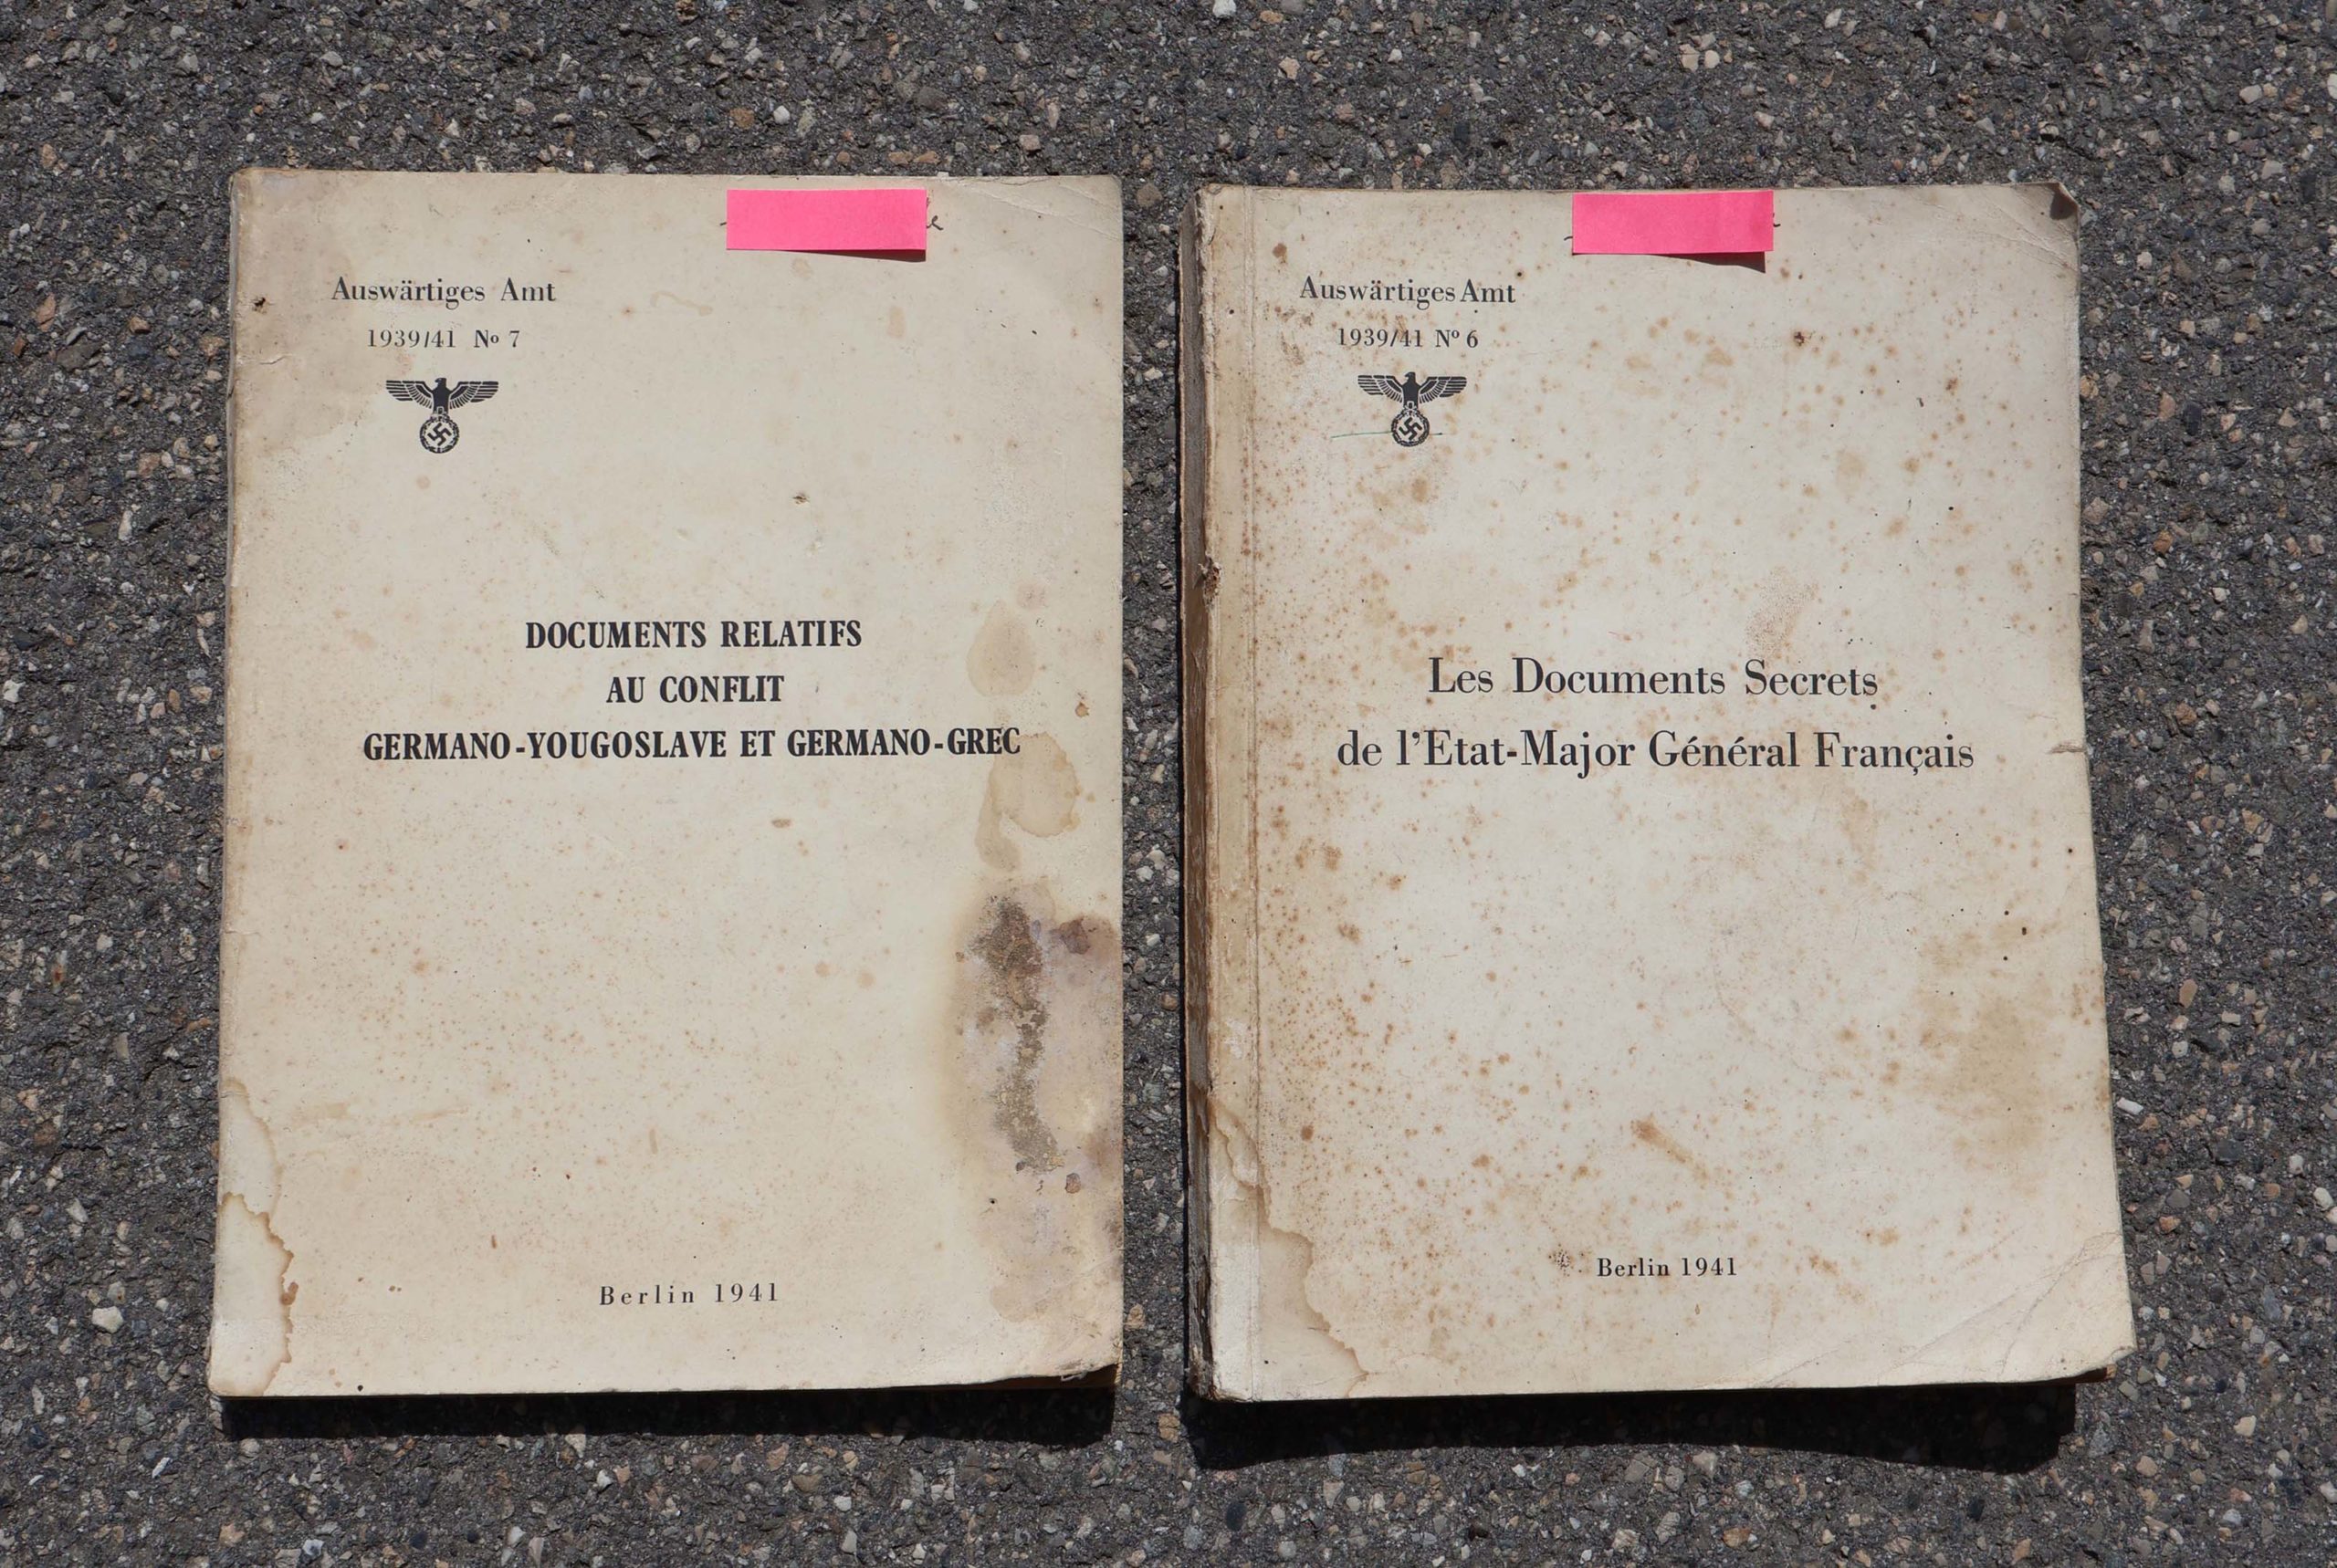 Auswärtiges Amt
1939/41 No 7
DOCUMENTS RELATIFS
AU CONFLIT
GERMANO-YOUGOSLAVE ET GERMANO-GREC
Berlin 1941
Auswärtiges Amt
1939/41 Nº 6
Les Documents Secrets
de l'Etat-Major Général Français
Berlin 1941